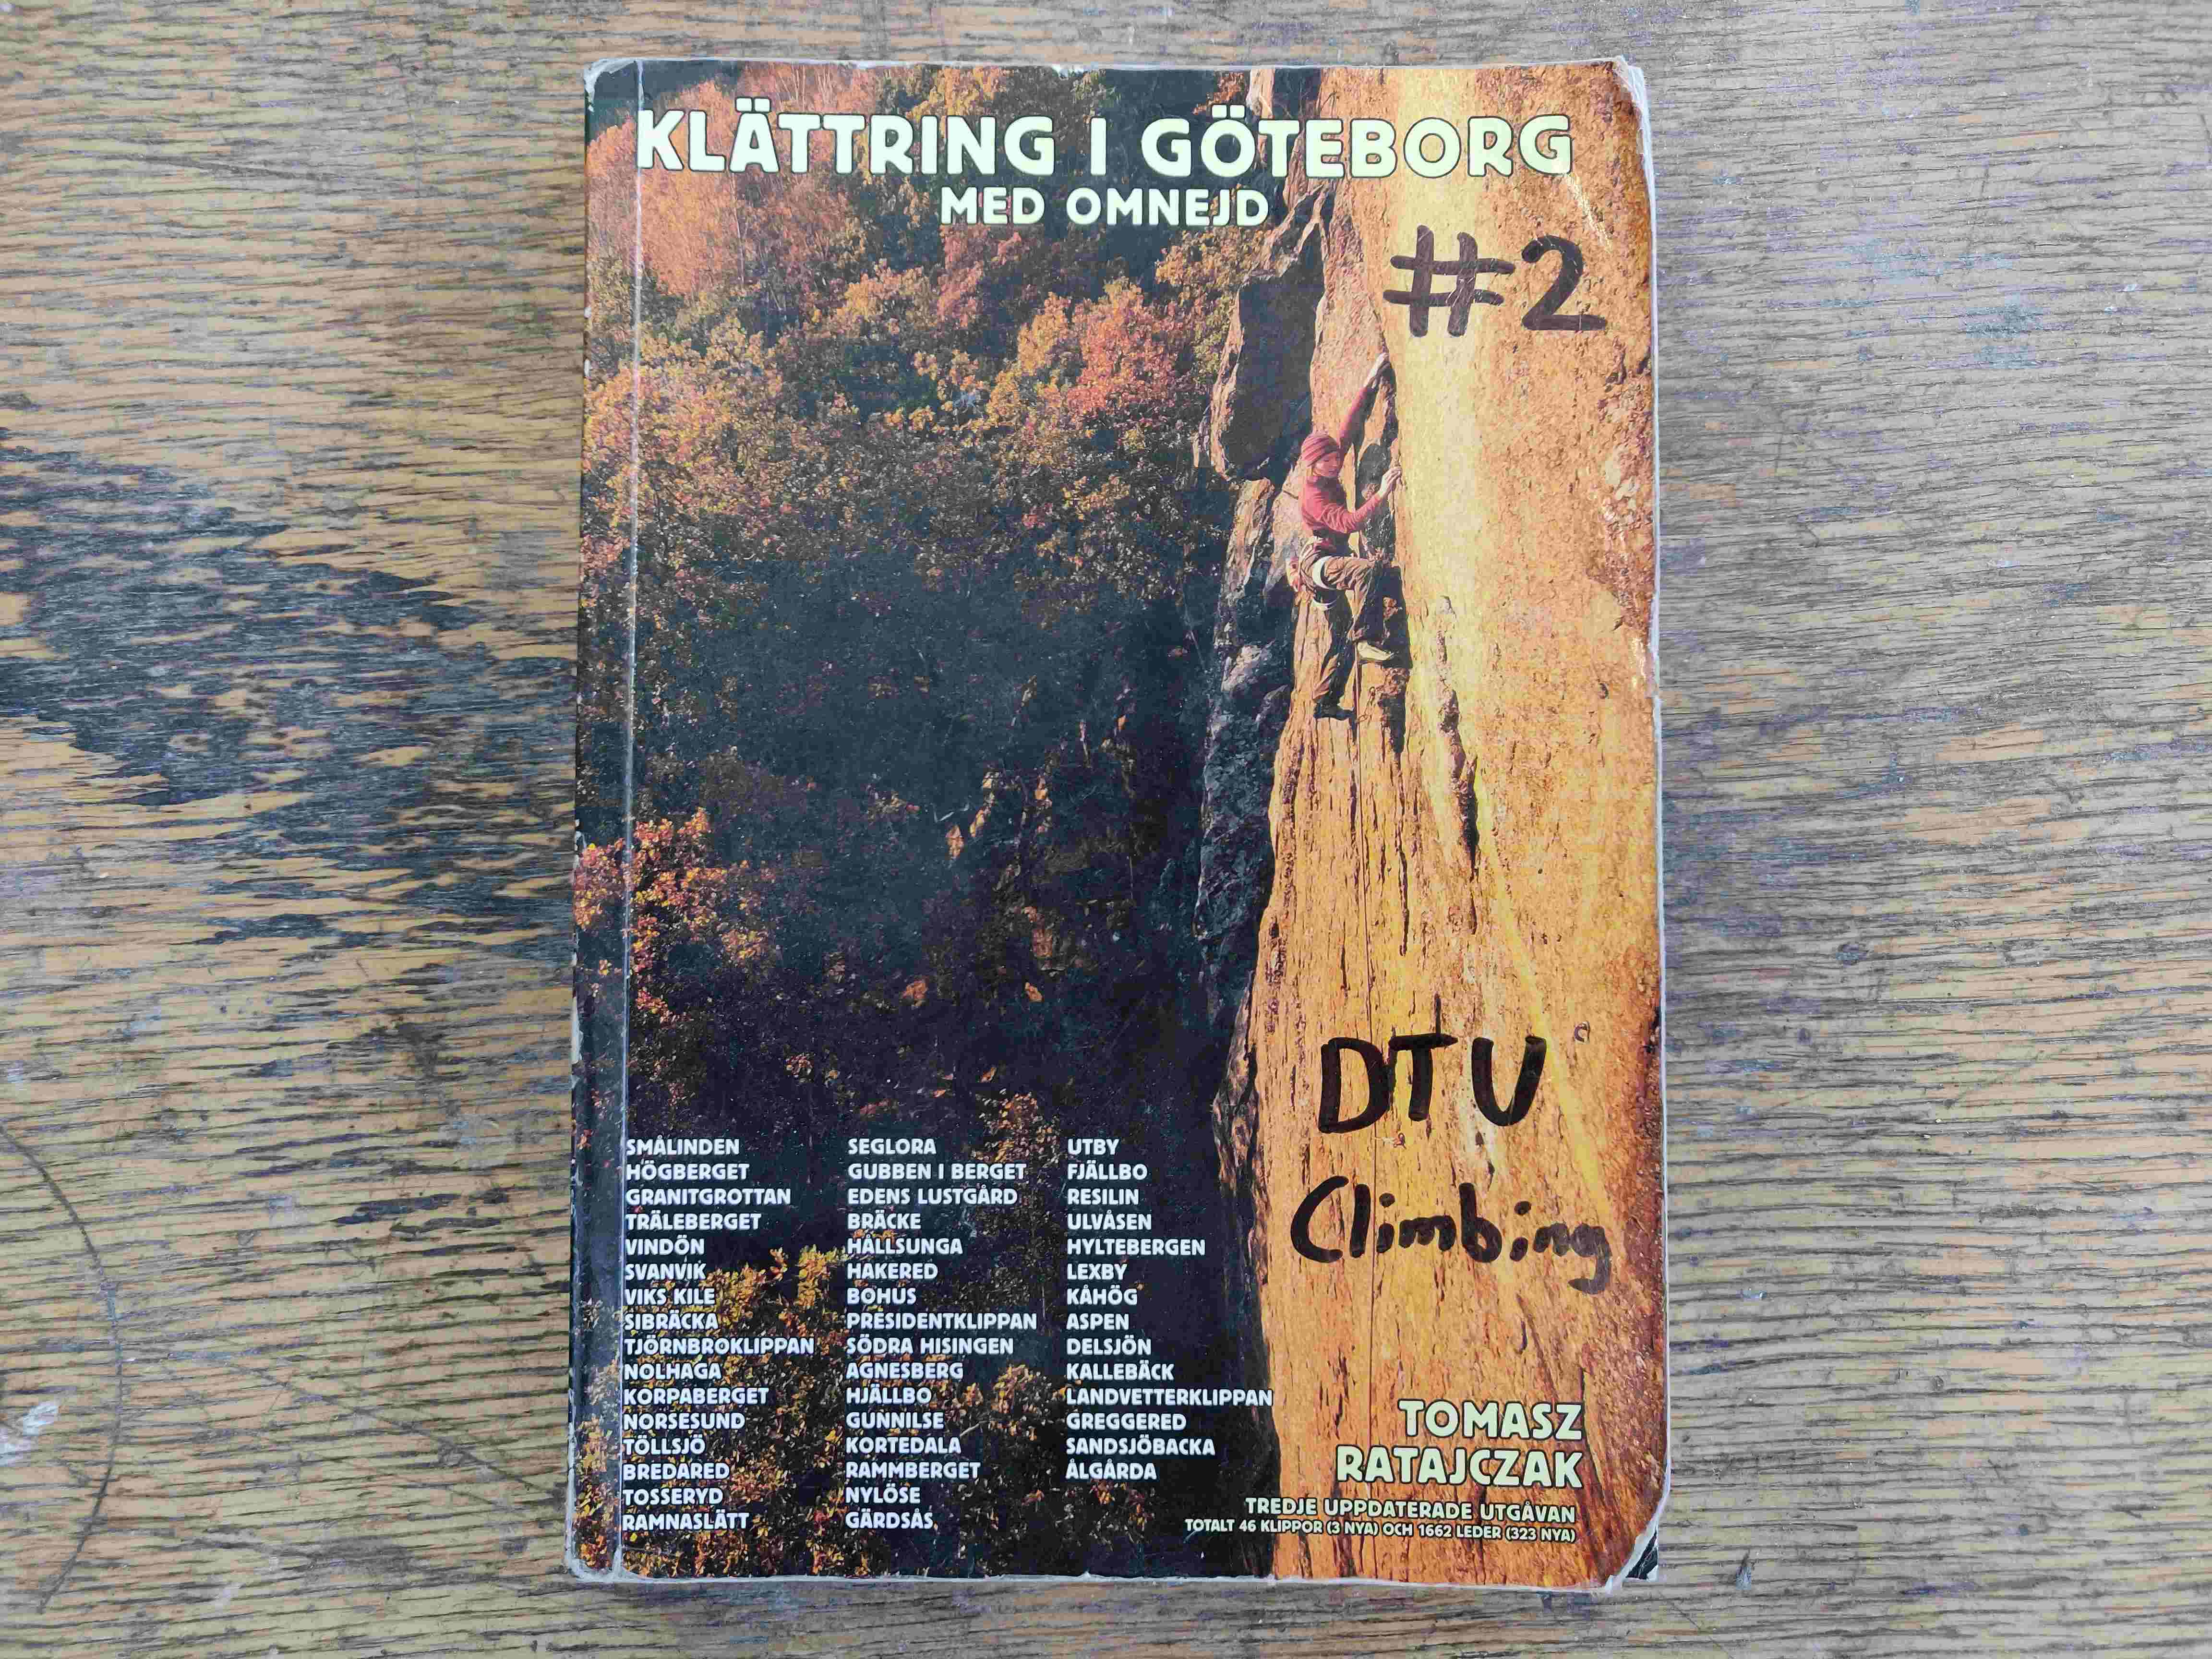 KLÄTTRING I GÖTEBORG
MED OMNEJD
#2
DTU
Climbing
SMÅLINDEN
HÖGBERGET
GRANITGROTTAN
TRÄLEBERGET
VINDÖN
SVANVIK
VIKS KILE
SIBRÄCKA
TJÖRNBROKLIPPAN
NOLHAGA
KORPABERGET
NORSESUND
TÖLLSJÖ
BREDARED
TOSSERYD
RAMNASLÄTT
SEGLORA
GUBBEN I BERGET
EDENS LUSTGÅRD
BRÄCKE
HÄLLSUNGA
HAKERED
BOHUS
PRESIDENTKLIPPAN
SÖDRA HISINGEN
AGNESBERG
HJÄLLBO
GUNNILSE
KORTEDALA
RAMMBERGET
NYLÖSE
GÄRDSÅS
UTBY
FJÄLLBO
RESILIN
ULVÅSEN
HYLTEBERGEN
LEXBY
KÅHÖG
ASPEN
DELSJÖN
KALLEBÄCK
LANDVETTERKLIPPAN
GREGGERED
SANDSJÖBACKA
ÅLGÅRDA
TOMASZ
RATAJCZAK
TREDJE UPPDATERADE UTGÅVAN
TOTALT 46 KLIPPOR (3 NYA) OCH 1662 LEDER (323 NYA)